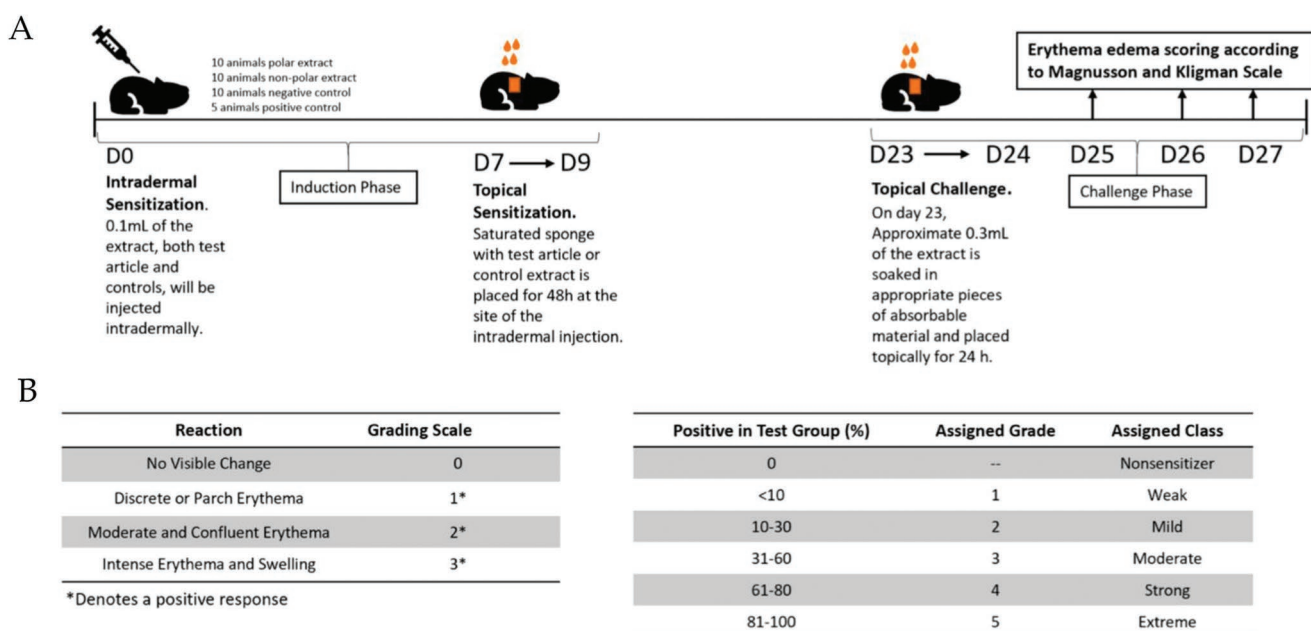 A
10 animals polar extract
10 animals non-polar extract
10 animals negative control
5 animals positive control
Erythema edema scoring according
to Magnusson and Kligman Scale
D0
Intradermal
Sensitization.
0.1mL of the
extract, both test
article and
controls, will be
injected
intradermally.
Induction Phase
D7 D9
Topical
Sensitization.
Saturated sponge
with test article or
control extract is
placed for 48h at the
site of the
intradermal injection.
D23 D24 D25 D26 D27
Topical Challenge.
On day 23,
Approximate 0.3mL
of the extract is
soaked in
appropriate pieces
of absorbable
material and placed
topically for 24 h.
Challenge Phase
B
Reaction Grading Scale
No Visible Change 0
Discrete or Parch Erythema 1*
Moderate and Confluent Erythema 2*
Intense Erythema and Swelling 3*
*Denotes a positive response
Positive in Test Group (%) Assigned Grade Assigned Class
0 -- Nonsensitizer
<10 1 Weak
10-30 2 Mild
31-60 3 Moderate
61-80 4 Strong
81-100 5 Extreme